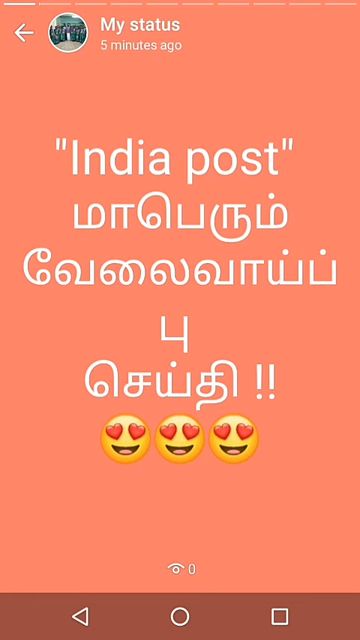 My status
5 minutes ago
"India post"
மாபெரும்
வேலைவாய்ப்
பு
செய்தி !!
😍😍😍
0